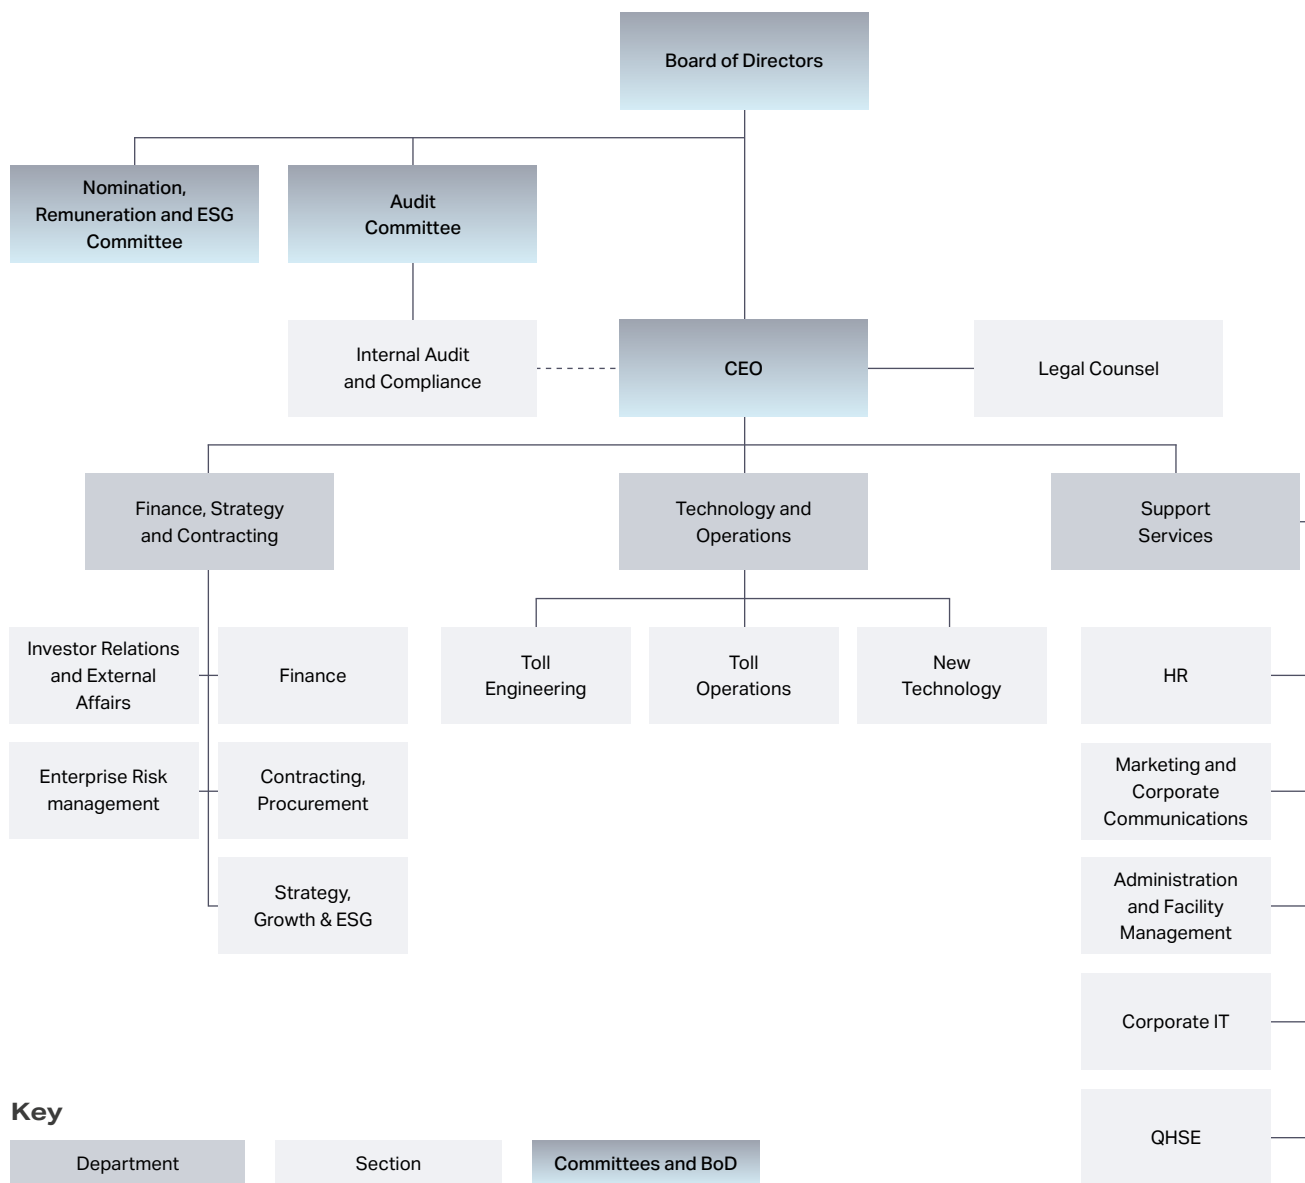 Board of Directors
Nomination,
Remuneration and ESG
Committee
Audit
Committee
Internal Audit
and Compliance
CEO
Legal Counsel
Finance, Strategy
and Contracting
Technology and
Operations
Support
Services
Investor Relations
and External
Affairs
Finance
Toll
Engineering
Toll
Operations
New
Technology
HR
Enterprise Risk
management
Contracting,
Procurement
Marketing and
Corporate
Communications
Strategy,
Growth & ESG
Administration
and Facility
Management
Corporate IT
QHSE
Key
Department
Section
Committees and BoD